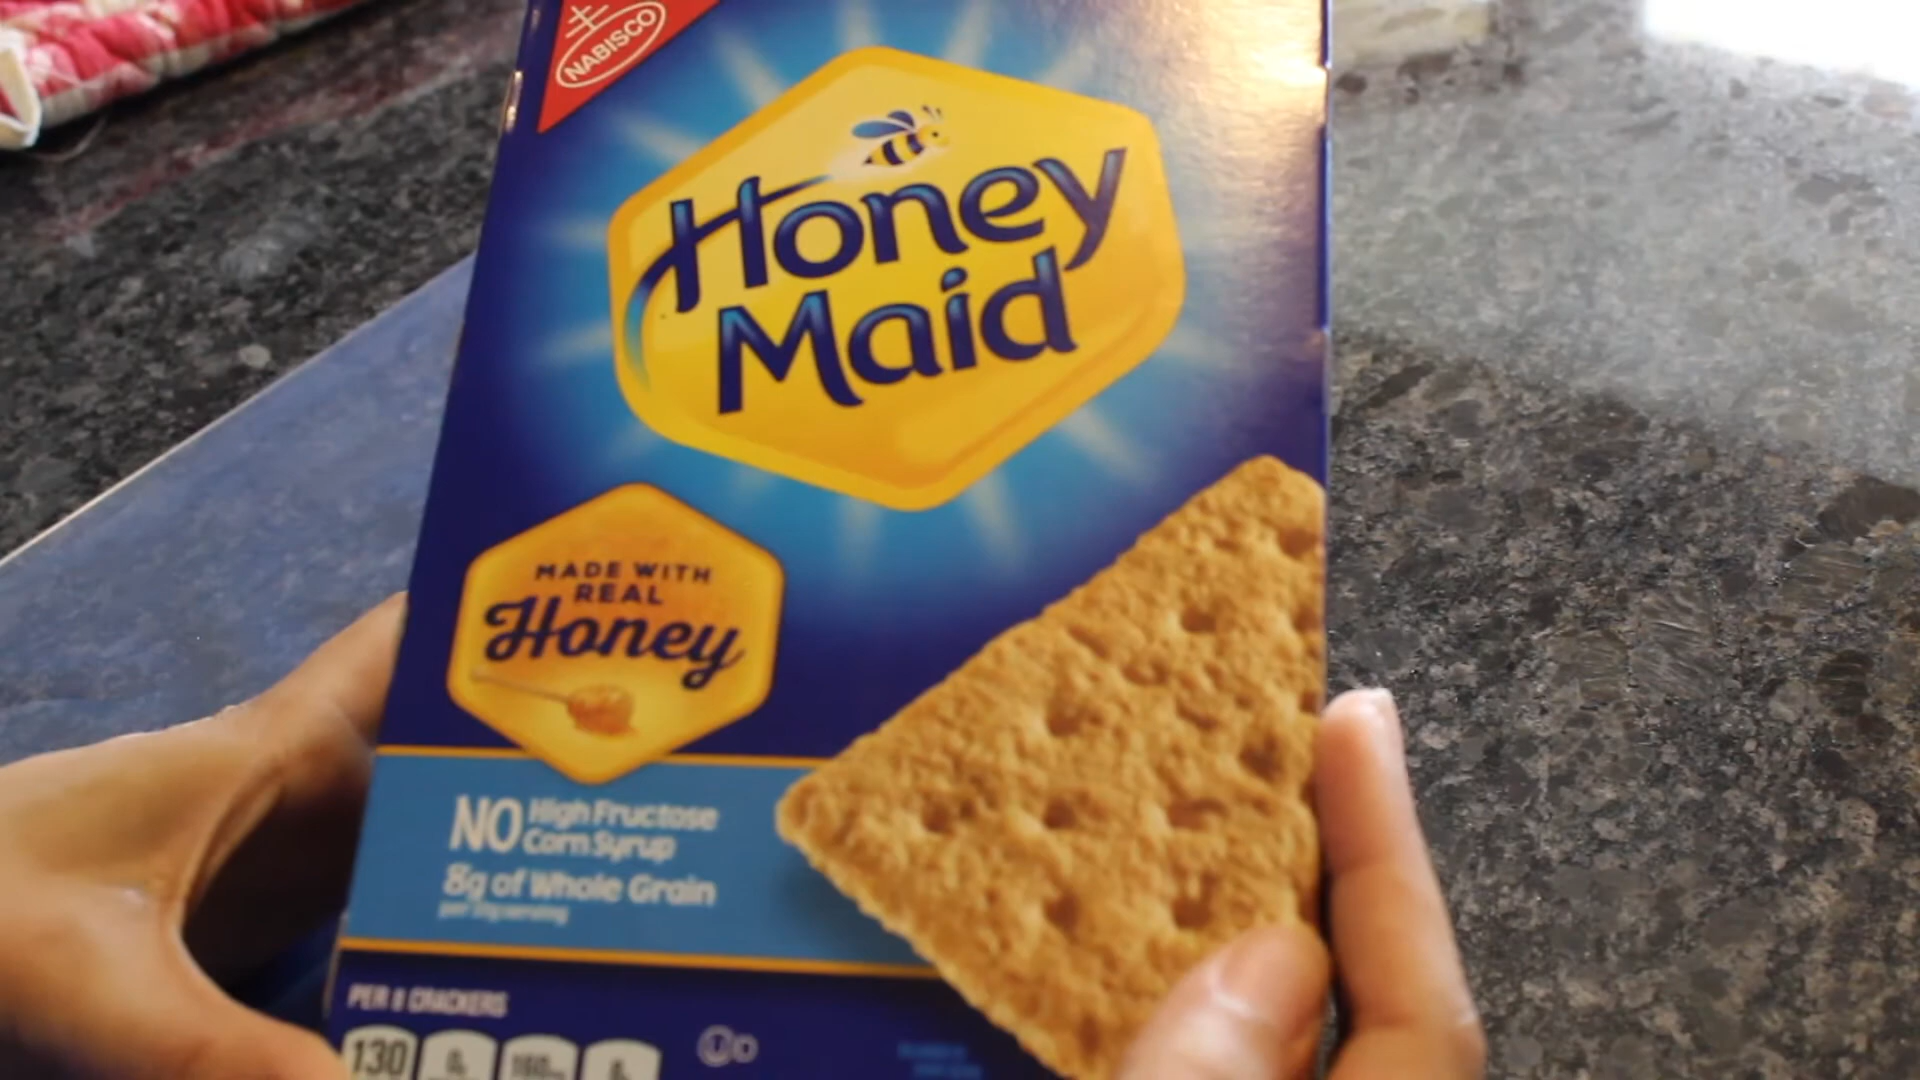 NABISCO
Honey
Maid
MADE WITH
REAL
Honey
NO High Fructose
Corn Syrup
8g of Whole Grain
PER 8 CRACKERS
130